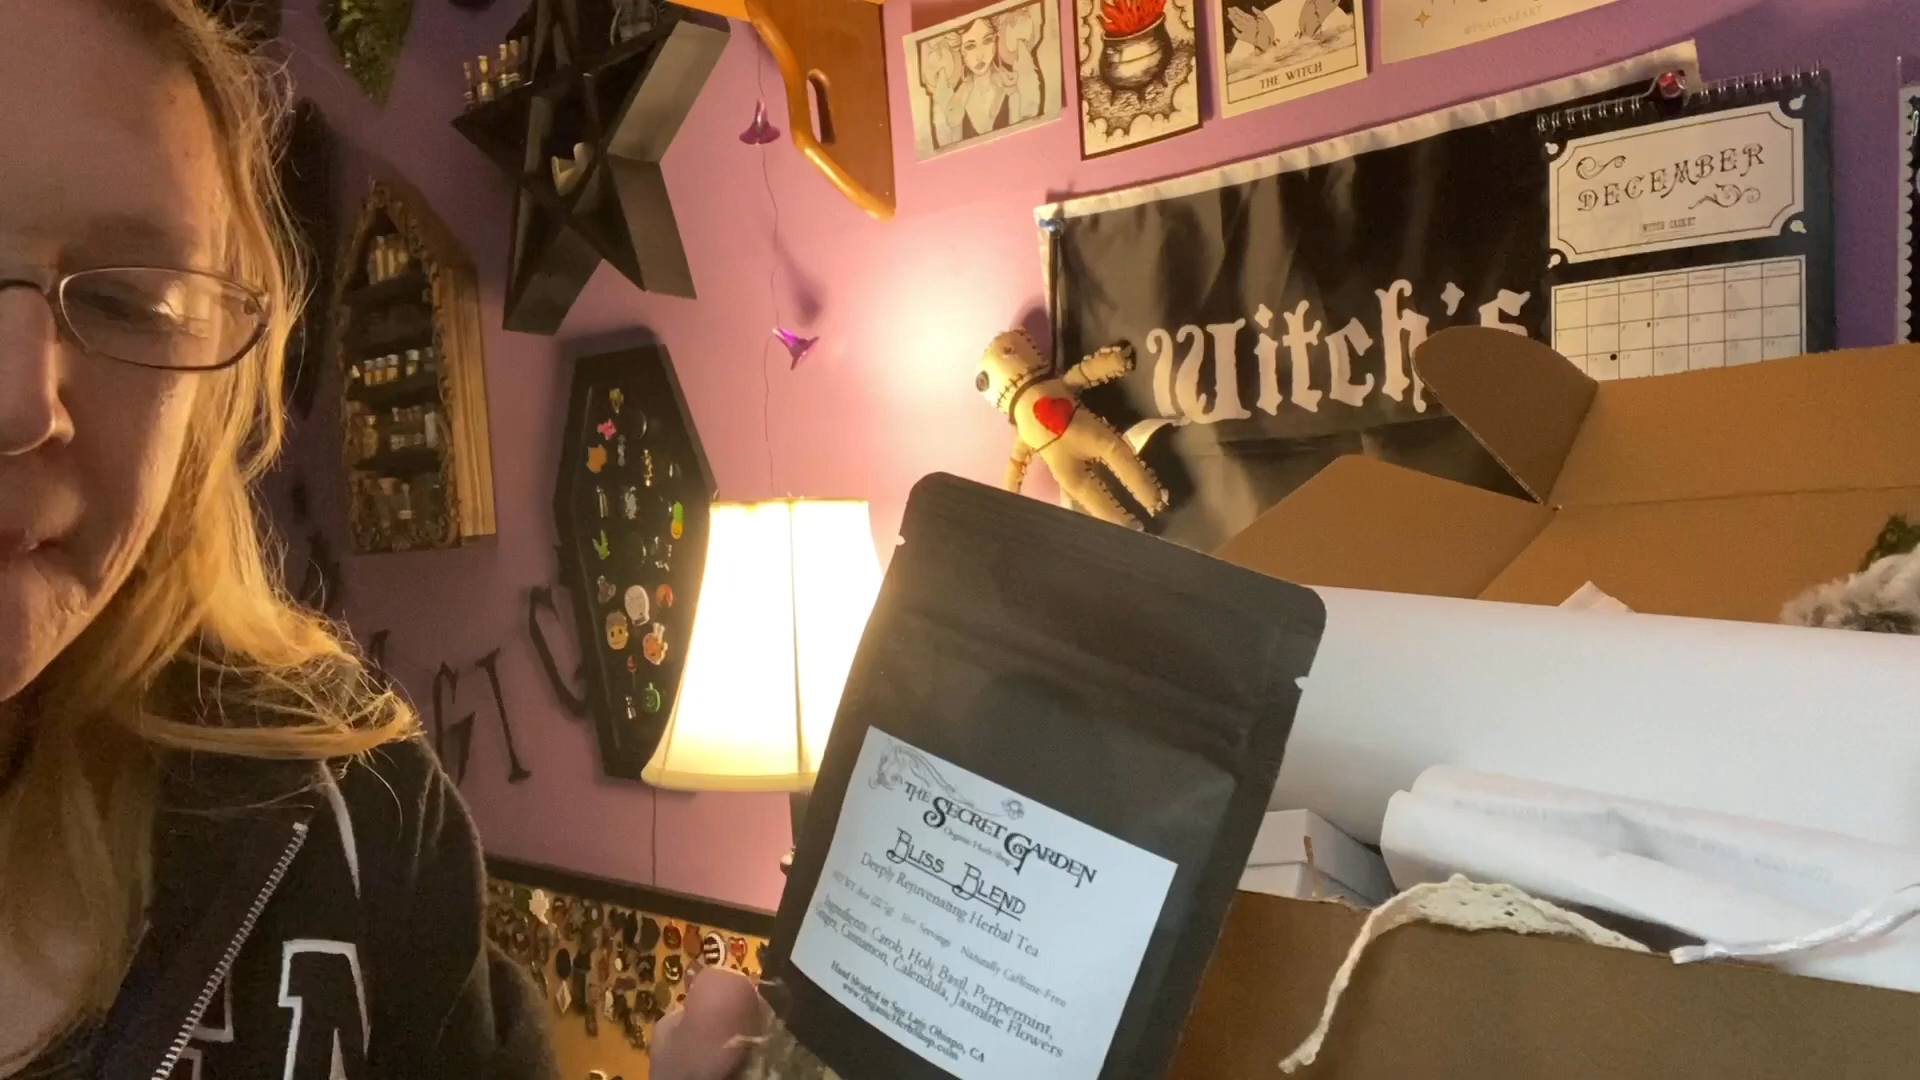 THE WITCH
DECEMBER
WITCH CASKET
Witch's
THE
SECRET GARDEN
Organic Herb Shop
BLISS BLEND
Deeply Rejuvenating Herbal Tea
Naturally Caffeine-Free
Ingredients: Carob, Holy Basil, Peppermint,
Ginger, Cinnamon, Calendula, Jasmine Flowers
Hand blended in San Luis Obispo, CA
www.OrganicHerbShop.com